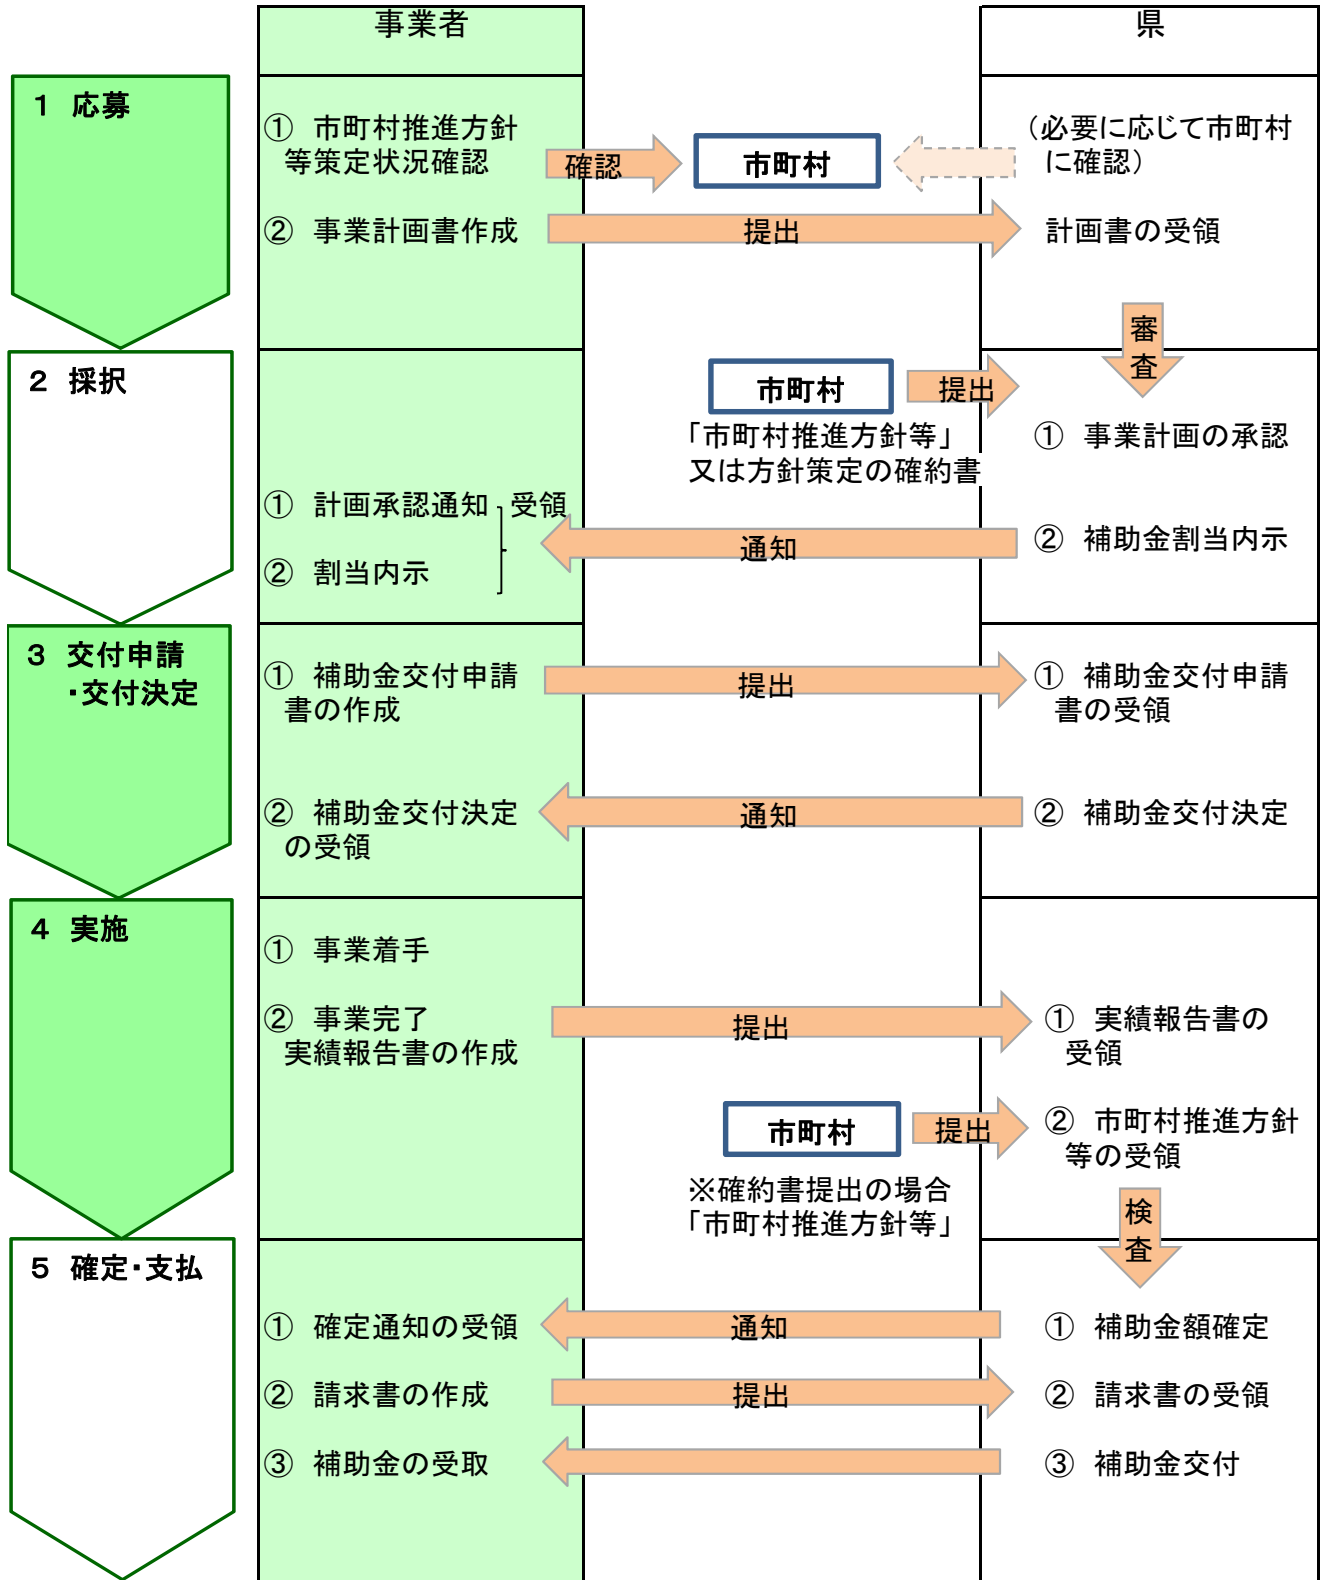 事業者
県
１ 応募
① 市町村推進方針
等策定状況確認
確認
市町村
（必要に応じて市町村
に確認）
② 事業計画書作成
提出
計画書の受領
審
査
２ 採択
市町村
提出
「市町村推進方針等」
又は方針策定の確約書
① 事業計画の承認
① 計画承認通知
受領
② 割当内示
通知
② 補助金割当内示
３ 交付申請
・交付決定
① 補助金交付申請
書の作成
提出
① 補助金交付申請
書の受領
② 補助金交付決定
の受領
通知
② 補助金交付決定
４ 実施
① 事業着手
② 事業完了
実績報告書の作成
提出
① 実績報告書の
受領
市町村
提出
② 市町村推進方針
等の受領
※確約書提出の場合
「市町村推進方針等」
検
査
５ 確定・支払
① 確定通知の受領
通知
① 補助金額確定
② 請求書の作成
提出
② 請求書の受領
③ 補助金の受取
③ 補助金交付